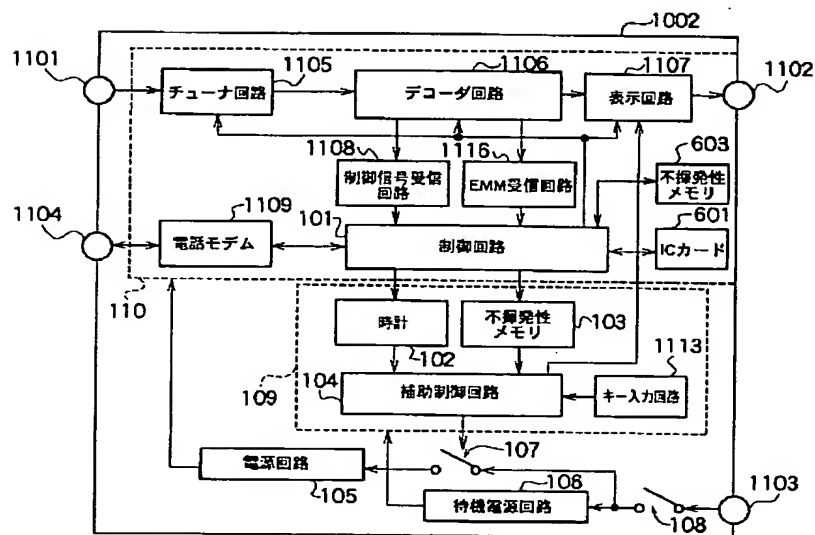 1002
1101
1105
チューナ回路
1106
デコーダ回路
1107
表示回路
1102
1108
制御信号受信
回路
1116
EMM受信回路
603
不揮発性
メモリ
1104
1109
電話モデム
101
制御回路
601
ICカード
110
時計
102
不揮発性
メモリ
103
1113
109
104
補助制御回路
キー入力回路
107
電源回路
105
106
待機電源回路
108
1103